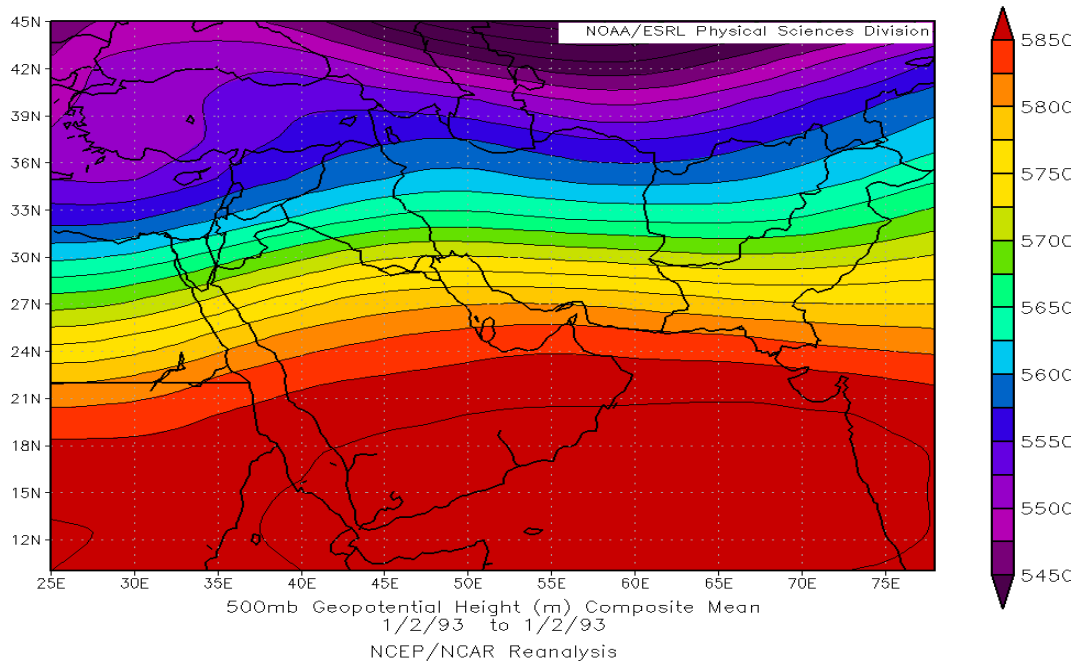 45N
NOAA/ESRL Physical Sciences Division
42N
39N
36N
33N
30N
27N
24N
21N
18N
15N
12N
25E 30E 35E 40E 45E 50E 55E 60E 65E 70E 75E
5850
5800
5750
5700
5650
5600
5550
5500
5450
500mb Geopotential Height (m) Composite Mean
1/2/93 to 1/2/93
NCEP/NCAR Reanalysis